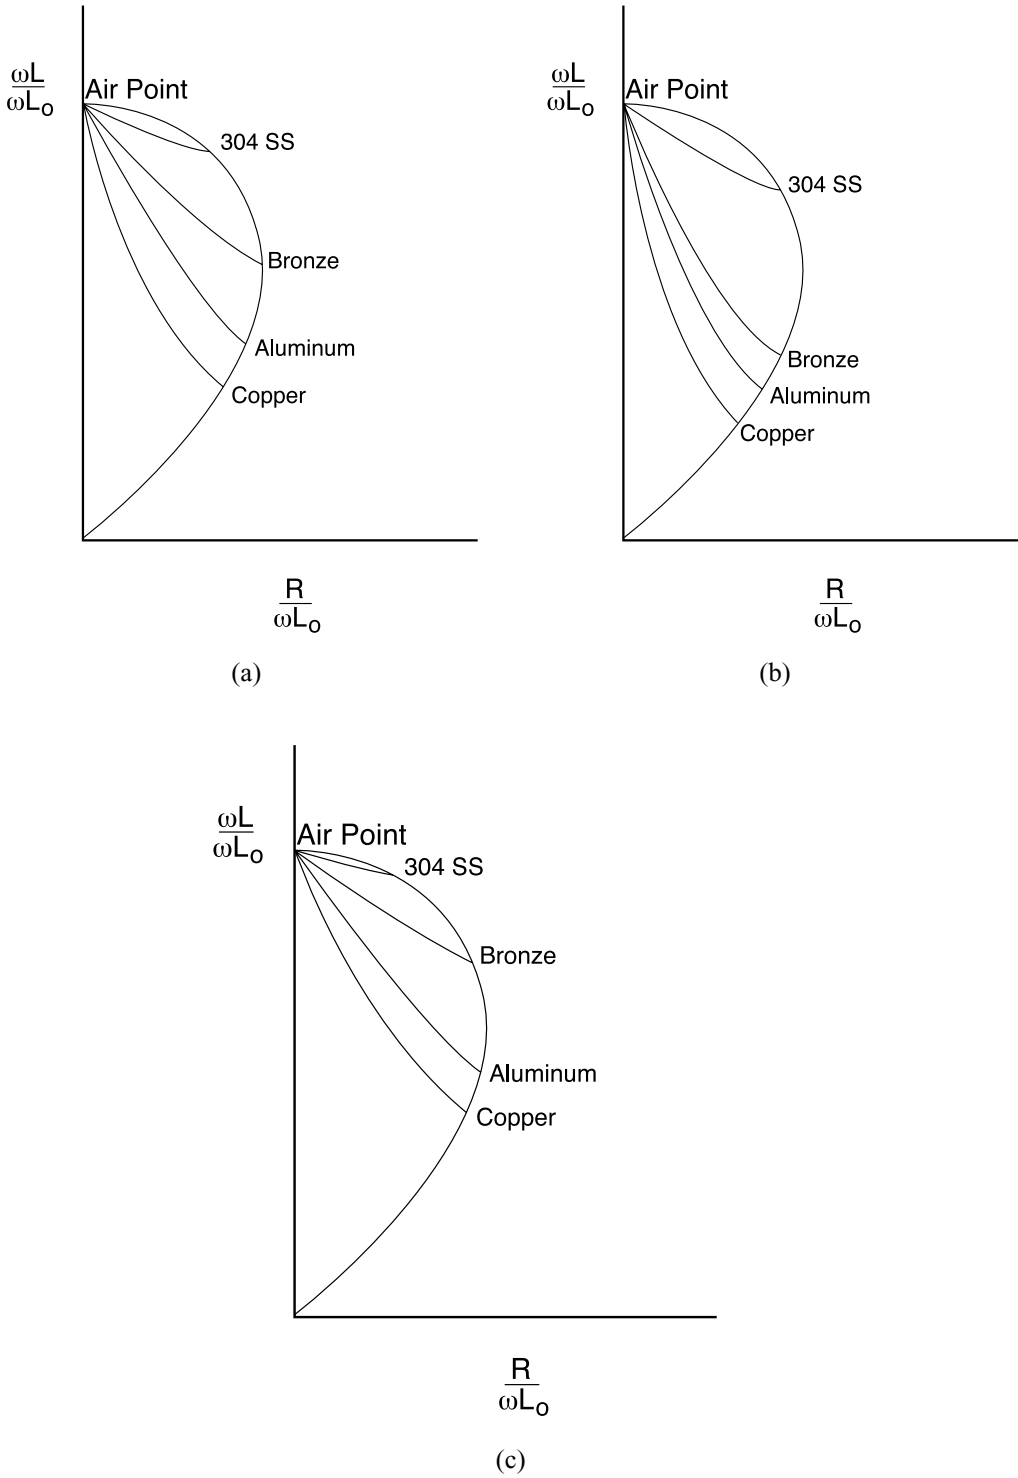 ωL
ωLo
Air Point
304 SS
Bronze
Aluminum
Copper
R
ωLo
(a)
ωL
ωLo
Air Point
304 SS
Bronze
Aluminum
Copper
R
ωLo
(b)
ωL
ωLo
Air Point
304 SS
Bronze
Aluminum
Copper
R
ωLo
(c)